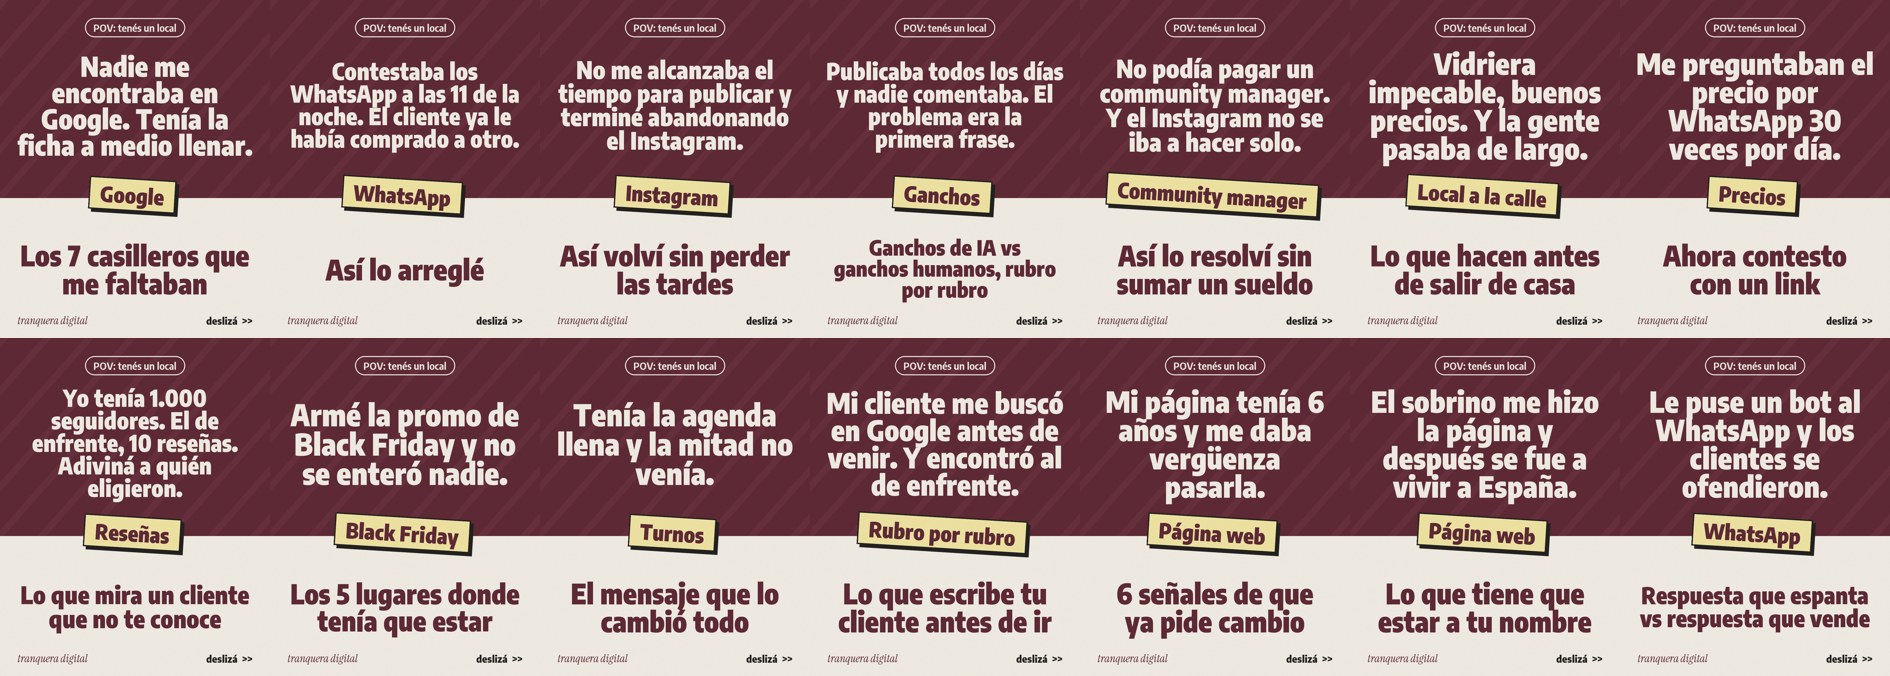 POV: tenés un local
Nadie me
encontraba en
Google. Tenía la
ficha a medio llenar.
Google
Los 7 casilleros que
me faltaban
tranquera digital
deslizá >>
POV: tenés un local
Contestaba los
WhatsApp a las 11 de la
noche. El cliente ya le
había comprado a otro.
WhatsApp
Así lo arreglé
tranquera digital
deslizá >>
POV: tenés un local
No me alcanzaba el
tiempo para publicar y
terminé abandonando
el Instagram.
Instagram
Así volví sin perder
las tardes
tranquera digital
deslizá >>
POV: tenés un local
Publicaba todos los días
y nadie comentaba. El
problema era la
primera frase.
Ganchos
Ganchos de IA vs
ganchos humanos, rubro
por rubro
tranquera digital
deslizá >>
POV: tenés un local
No podía pagar un
community manager.
Y el Instagram no se
iba a hacer solo.
Community manager
Así lo resolví sin
sumar un sueldo
tranquera digital
deslizá >>
POV: tenés un local
Vidriera
impecable, buenos
precios. Y la gente
pasaba de largo.
Local a la calle
Lo que hacen antes
de salir de casa
tranquera digital
deslizá >>
POV: tenés un local
Me preguntaban el
precio por
WhatsApp 30
veces por día.
Precios
Ahora contesto
con un link
tranquera digital
deslizá >>
POV: tenés un local
Yo tenía 1.000
seguidores. El de
enfrente, 10 reseñas.
Adiviná a quién
eligieron.
Reseñas
Lo que mira un cliente
que no te conoce
tranquera digital
deslizá >>
POV: tenés un local
Armé la promo de
Black Friday y no
se enteró nadie.
Black Friday
Los 5 lugares donde
tenía que estar
tranquera digital
deslizá >>
POV: tenés un local
Tenía la agenda
llena y la mitad no
venía.
Turnos
El mensaje que lo
cambió todo
tranquera digital
deslizá >>
POV: tenés un local
Mi cliente me buscó
en Google antes de
venir. Y encontró al
de enfrente.
Rubro por rubro
Lo que escribe tu
cliente antes de ir
tranquera digital
deslizá >>
POV: tenés un local
Mi página tenía 6
años y me daba
vergüenza
pasarla.
Página web
6 señales de que
ya pide cambio
tranquera digital
deslizá >>
POV: tenés un local
El sobrino me hizo
la página y
después se fue a
vivir a España.
Página web
Lo que tiene que
estar a tu nombre
tranquera digital
deslizá >>
POV: tenés un local
Le puse un bot al
WhatsApp y los
clientes se
ofendieron.
WhatsApp
Respuesta que espanta
vs respuesta que vende
tranquera digital
deslizá >>